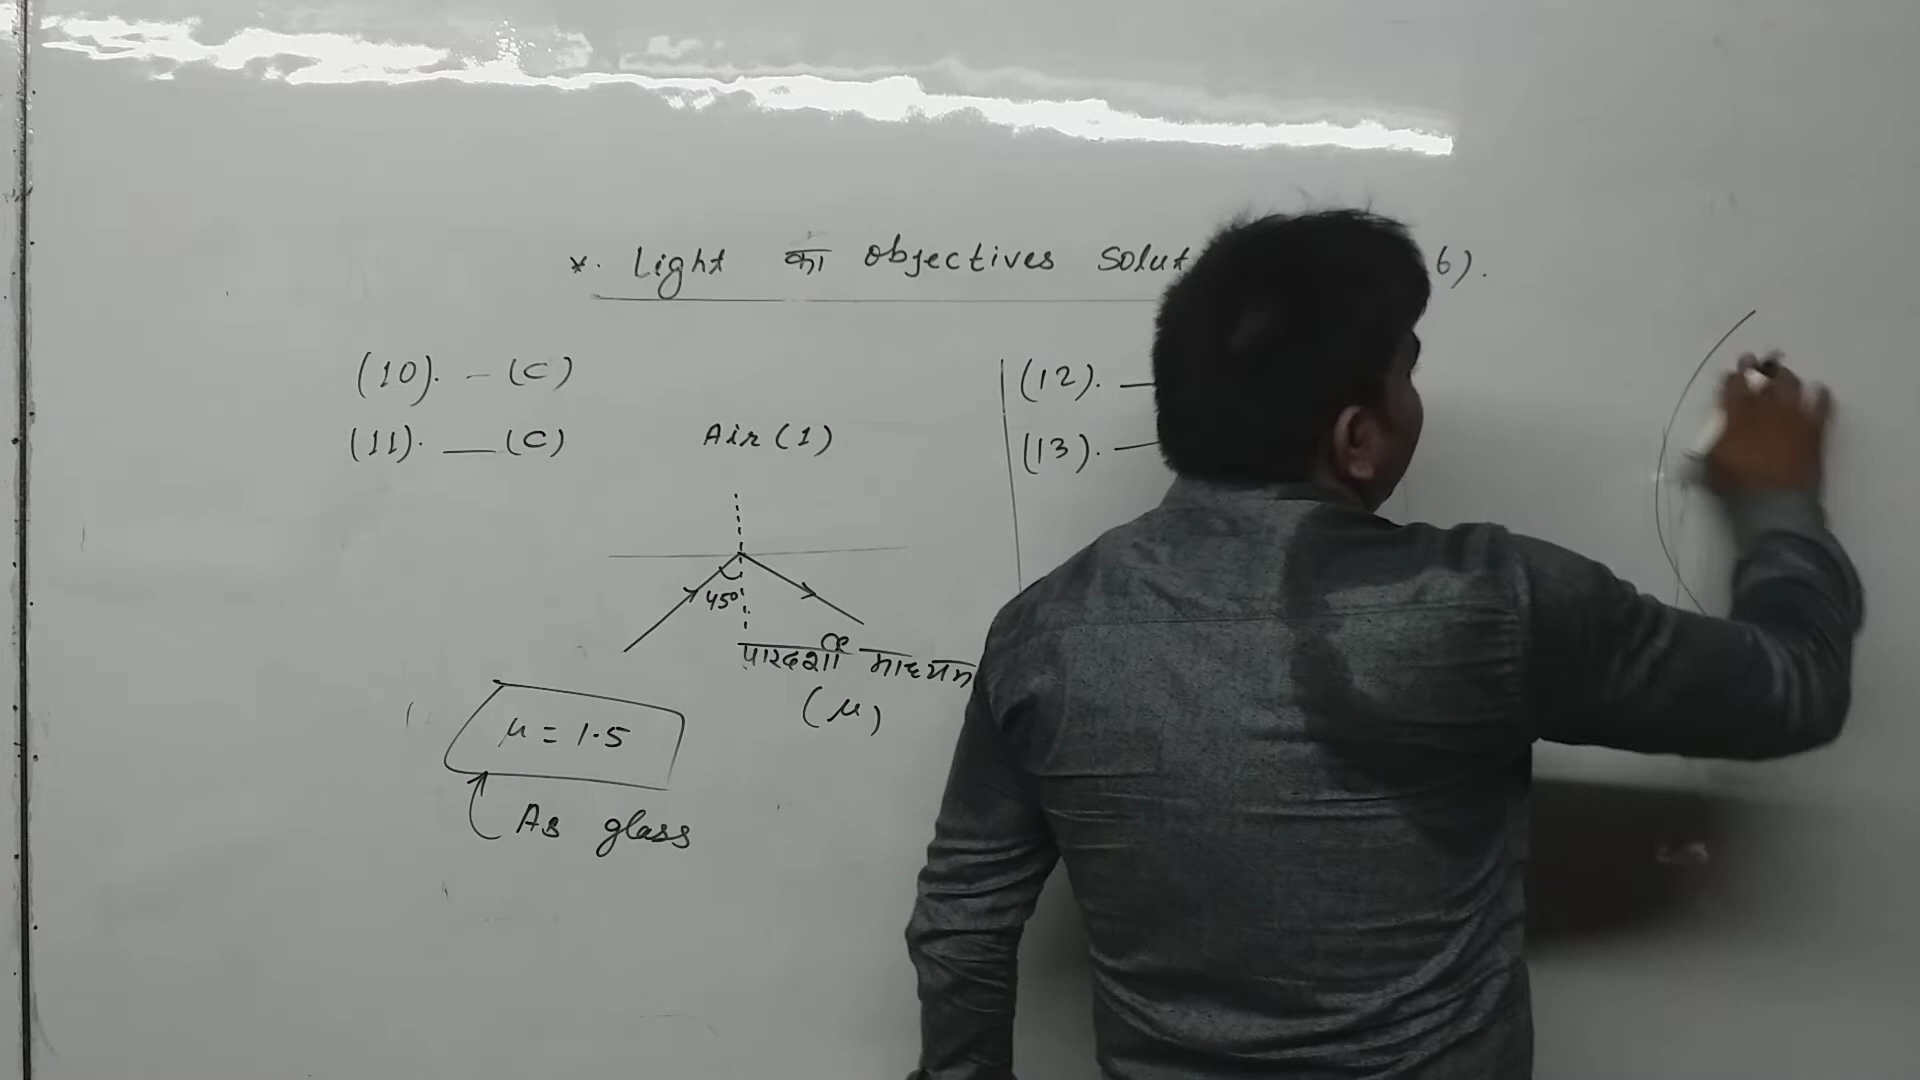 *. Light का objectives Solut 6).
(10). - (C)
(11). — (C)
Air (1)
45°
पारदर्शी माध्यम
(μ)
μ = 1.5
As glass
(12). —
(13). —